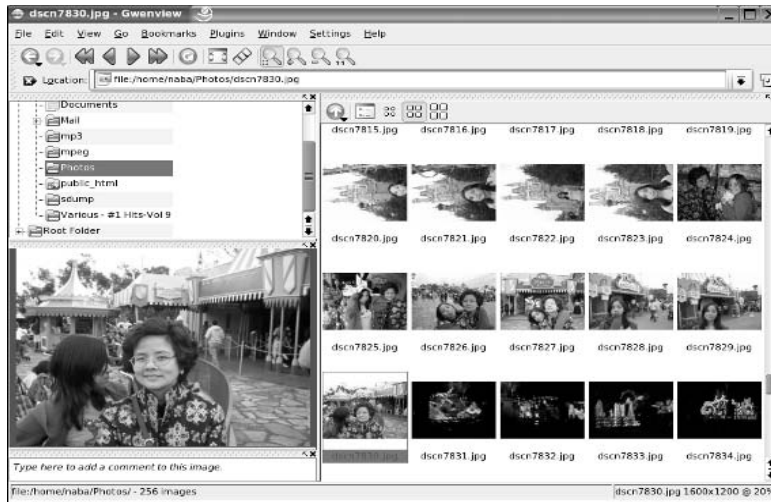 dscn7830.jpg - Gwenview
File Edit View Go Bookmarks Plugins Window Settings Help
Location: file:/home/naba/Photos/dscn7830.jpg
Documents
Mail
mp3
mpeg
Photos
public_html
sdump
Various - #1 Hits-Vol 9
Root Folder
dscn7815.jpg dscn7816.jpg dscn7817.jpg dscn7818.jpg dscn7819.jpg
dscn7820.jpg dscn7821.jpg dscn7822.jpg dscn7823.jpg dscn7824.jpg
dscn7825.jpg dscn7826.jpg dscn7827.jpg dscn7828.jpg dscn7829.jpg
dscn7830.jpg dscn7831.jpg dscn7832.jpg dscn7833.jpg dscn7834.jpg
Type here to add a comment to this image.
file:/home/naba/Photos/ - 256 images
dscn7830.jpg 1600x1200 @ 20%